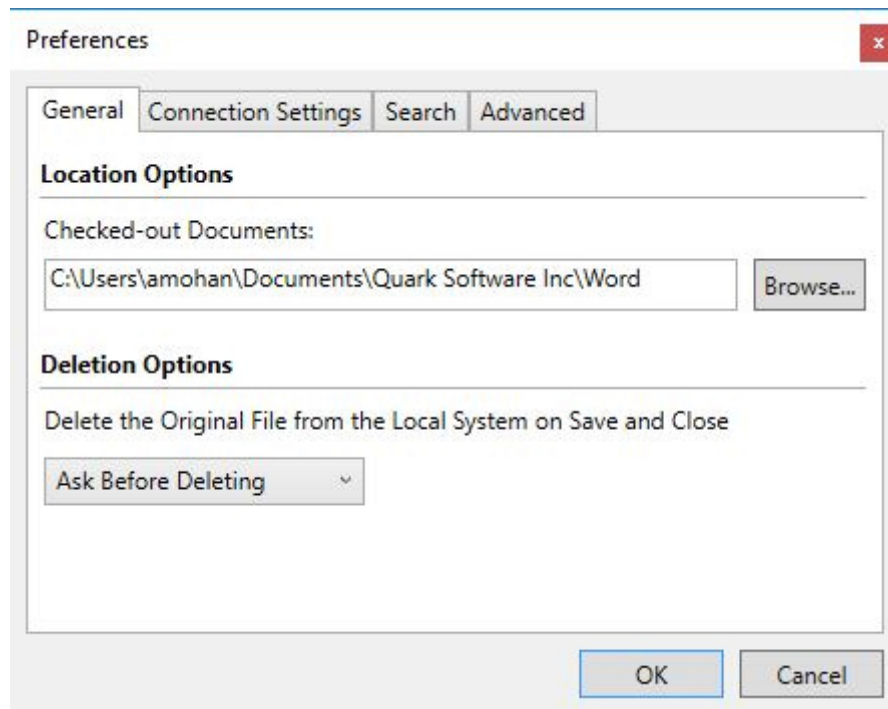 Preferences
x
General Connection Settings Search Advanced
Location Options
Checked-out Documents:
C:\Users\amohan\Documents\Quark Software Inc\Word Browse...
Deletion Options
Delete the Original File from the Local System on Save and Close
Ask Before Deleting
OK Cancel